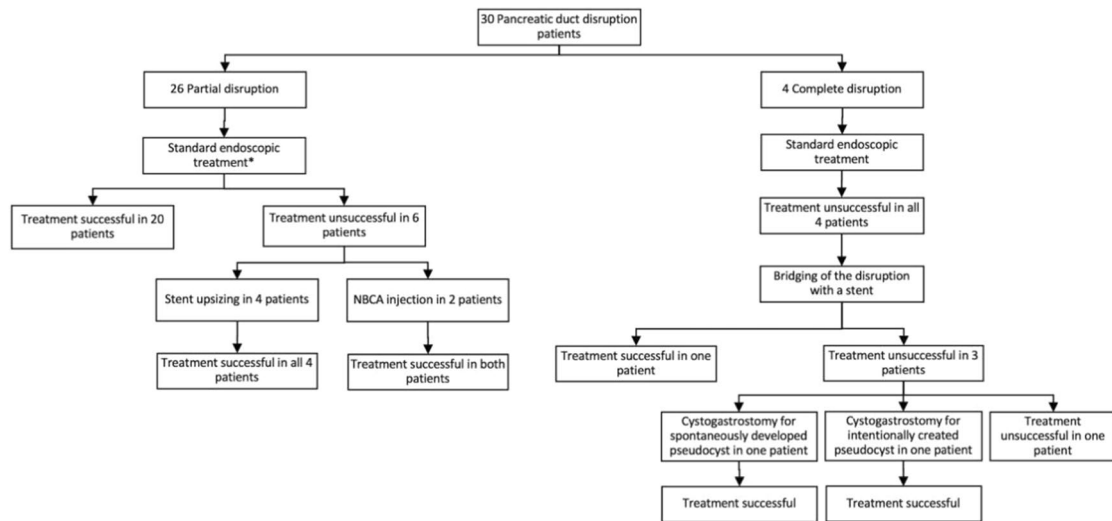 30 Pancreatic duct disruption
patients
26 Partial disruption
4 Complete disruption
Standard endoscopic
treatment*
Standard endoscopic
treatment
Treatment successful in 20
patients
Treatment unsuccessful in 6
patients
Treatment unsuccessful in all
4 patients
Bridging of the disruption
with a stent
Stent upsizing in 4 patients
NBCA injection in 2 patients
Treatment successful in all 4
patients
Treatment successful in both
patients
Treatment successful in one
patient
Treatment unsuccessful in 3
patients
Cystogastrostomy for
spontaneously developed
pseudocyst in one patient
Cystogastrostomy for
intentionally created
pseudocyst in one patient
Treatment
unsuccessful in one
patient
Treatment successful
Treatment successful